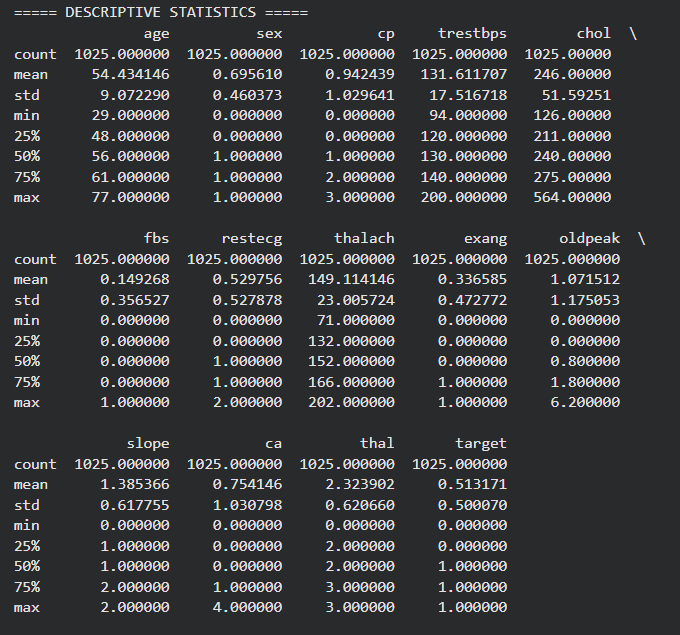 ===== DESCRIPTIVE STATISTICS =====
               age          sex           cp     trestbps        chol  \
count  1025.000000  1025.000000  1025.000000  1025.000000  1025.00000
mean     54.434146     0.695610     0.942439   131.611707   246.00000
std       9.072290     0.460373     1.029641    17.516718    51.59251
min      29.000000     0.000000     0.000000    94.000000   126.00000
25%      48.000000     0.000000     0.000000   120.000000   211.00000
50%      56.000000     1.000000     1.000000   130.000000   240.00000
75%      61.000000     1.000000     2.000000   140.000000   275.00000
max      77.000000     1.000000     3.000000   200.000000   564.00000

               fbs      restecg      thalach        exang      oldpeak  \
count  1025.000000  1025.000000  1025.000000  1025.000000  1025.000000
mean      0.149268     0.529756   149.114146     0.336585     1.071512
std       0.356527     0.527878    23.005724     0.472772     1.175053
min       0.000000     0.000000    71.000000     0.000000     0.000000
25%       0.000000     0.000000   132.000000     0.000000     0.000000
50%       0.000000     1.000000   152.000000     0.000000     0.800000
75%       0.000000     1.000000   166.000000     1.000000     1.800000
max       1.000000     2.000000   202.000000     1.000000     6.200000

             slope           ca         thal       target
count  1025.000000  1025.000000  1025.000000  1025.000000
mean      1.385366     0.754146     2.323902     0.513171
std       0.617755     1.030798     0.620660     0.500070
min       0.000000     0.000000     0.000000     0.000000
25%       1.000000     0.000000     2.000000     0.000000
50%       1.000000     0.000000     2.000000     1.000000
75%       2.000000     1.000000     3.000000     1.000000
max       2.000000     4.000000     3.000000     1.000000